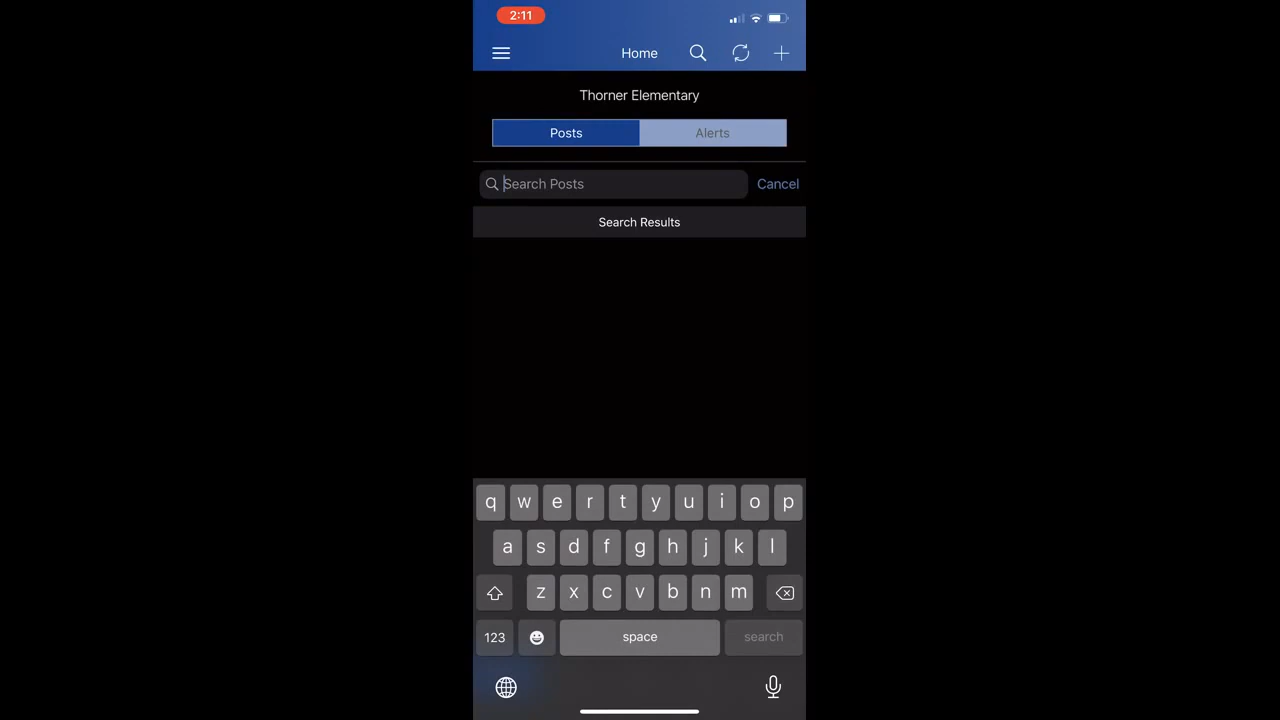 2:11
Home
Thorner Elementary
Posts Alerts
Search Posts Cancel
Search Results
q w e r t y u i o p
a s d f g h j k l
z x c v b n m
123 space search